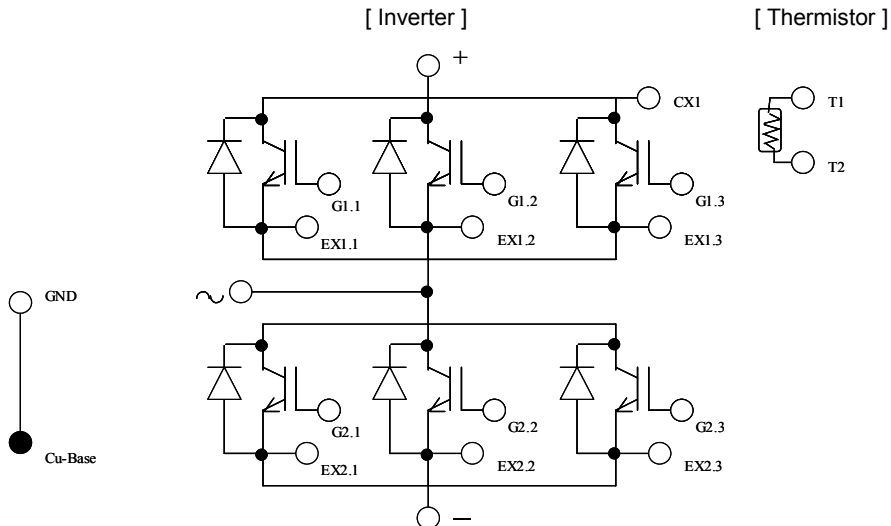 [ Inverter ]
[ Thermistor ]
+
CX1
T1
T2
G1.1
G1.2
G1.3
EX1.1
EX1.2
EX1.3
GND
~
G2.1
G2.2
G2.3
Cu-Base
EX2.1
EX2.2
EX2.3
—